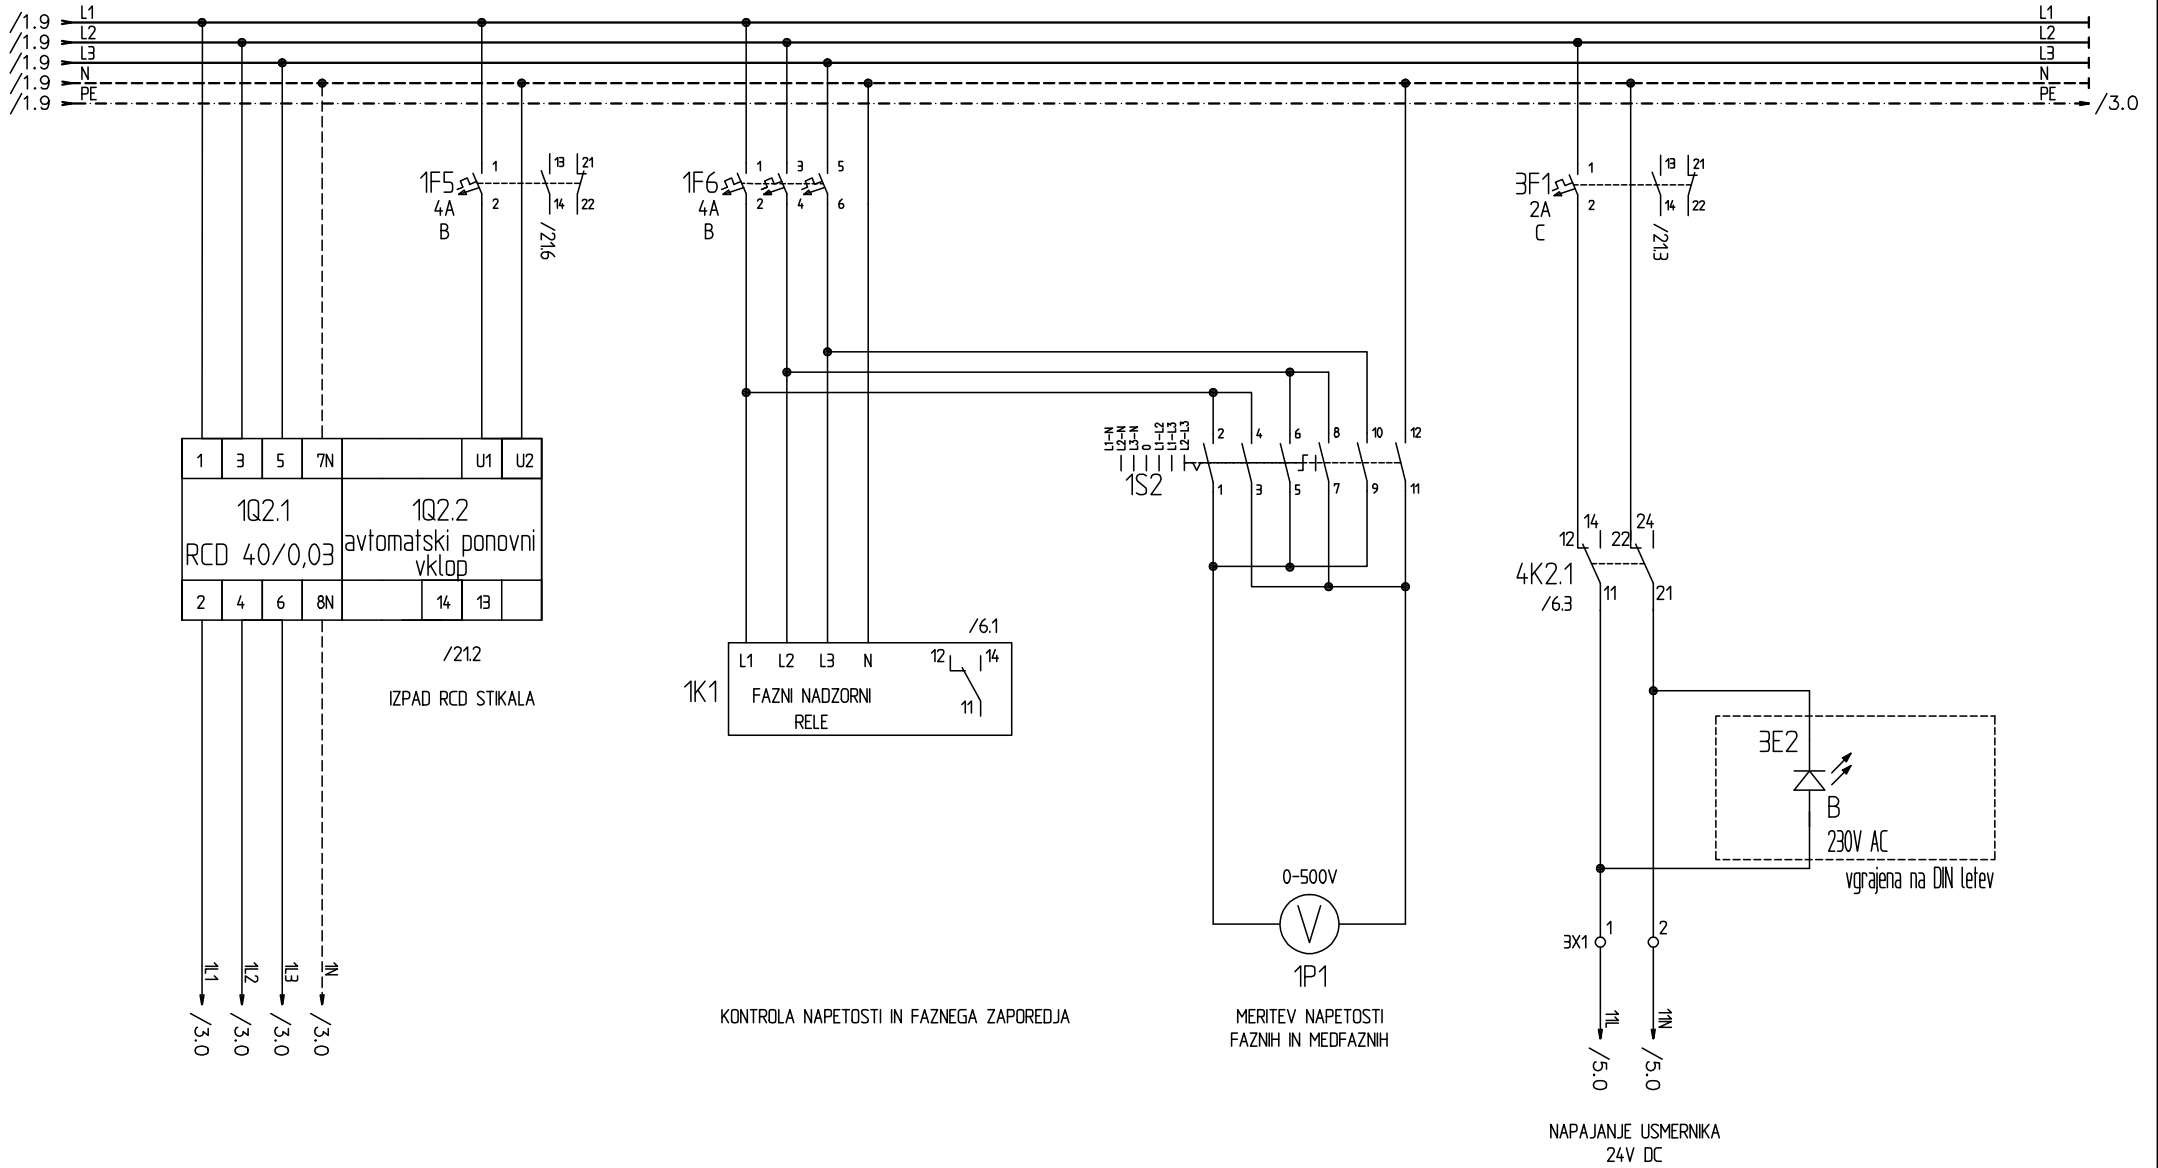 /1.9 L1 L1
/1.9 L2 L2
/1.9 L3 L3
/1.9 N N
/1.9 PE PE /3.0
1F5
4A
B
1
2
13
14
21
22
/21.6
1F6
4A
B
1
2
3
4
5
6
3F1
2A
C
1
2
13
14
21
22
/21.3
1 3 5 7N U1 U2
1Q2.1
RCD 40/0,03
1Q2.2
avtomatski ponovni
vklop
2 4 6 8N 14 13
/21.2
IZPAD RCD STIKALA
1L1
1L2
1L3
1N
/3.0
/3.0
/3.0
/3.0
/6.1
1K1
L1 L2 L3 N
12 14
11
FAZNI NADZORNI
RELE
KONTROLA NAPETOSTI IN FAZNEGA ZAPOREDJA
L1-N
L2-N
L3-N
0
L1-L2
L1-L3
L2-L3
1S2
2 4 6 8 10 12
1 3 5 7 9 11
0-500V
V
1P1
MERITEV NAPETOSTI
FAZNIH IN MEDFAZNIH
14 24
12 22
4K2.1
/6.3
11 21
3E2
B
230V AC
vgrajena na DIN letev
3X1
1
2
11L
11N
/5.0
/5.0
NAPAJANJE USMERNIKA
24V DC